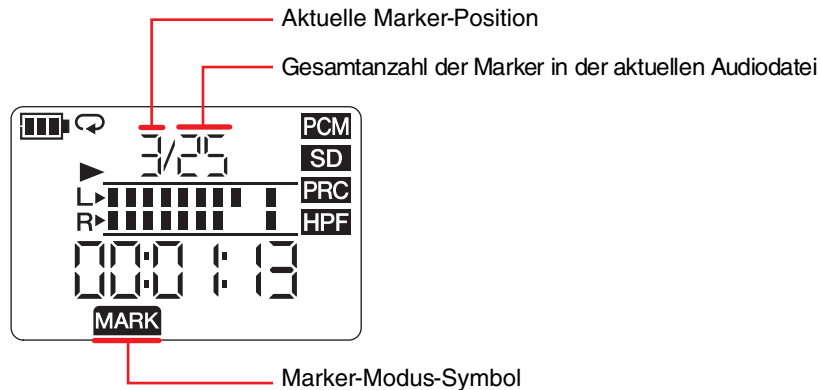 Aktuelle Marker-Position
Gesamtanzahl der Marker in der aktuellen Audiodatei
3/25
PCM
SD
L
PRC
R
HPF
00:01:13
MARK
Marker-Modus-Symbol